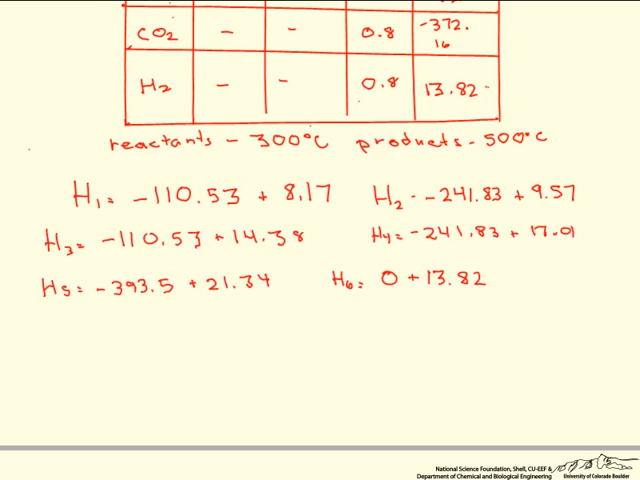 CO2 - - 0.8 -372.16
H2 - - 0.8 13.82
reactants - 300°C products - 500°C
H1 = -110.53 + 8.17 H2 = -241.83 + 9.57
H3 = -110.53 + 14.38 H4 = -241.83 + 17.01
H5 = -393.5 + 21.34 H6 = 0 + 13.82
National Science Foundation, Shell, CU-EEF &
Department of Chemical and Biological Engineering
University of Colorado Boulder